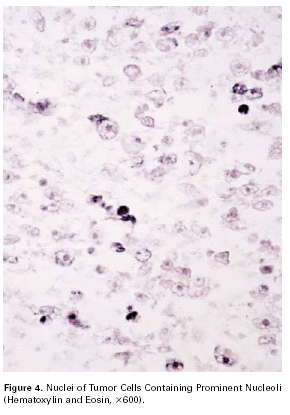 Figure 4. Nuclei of Tumor Cells Containing Prominent Nucleoli
(Hematoxylin and Eosin, ×600).